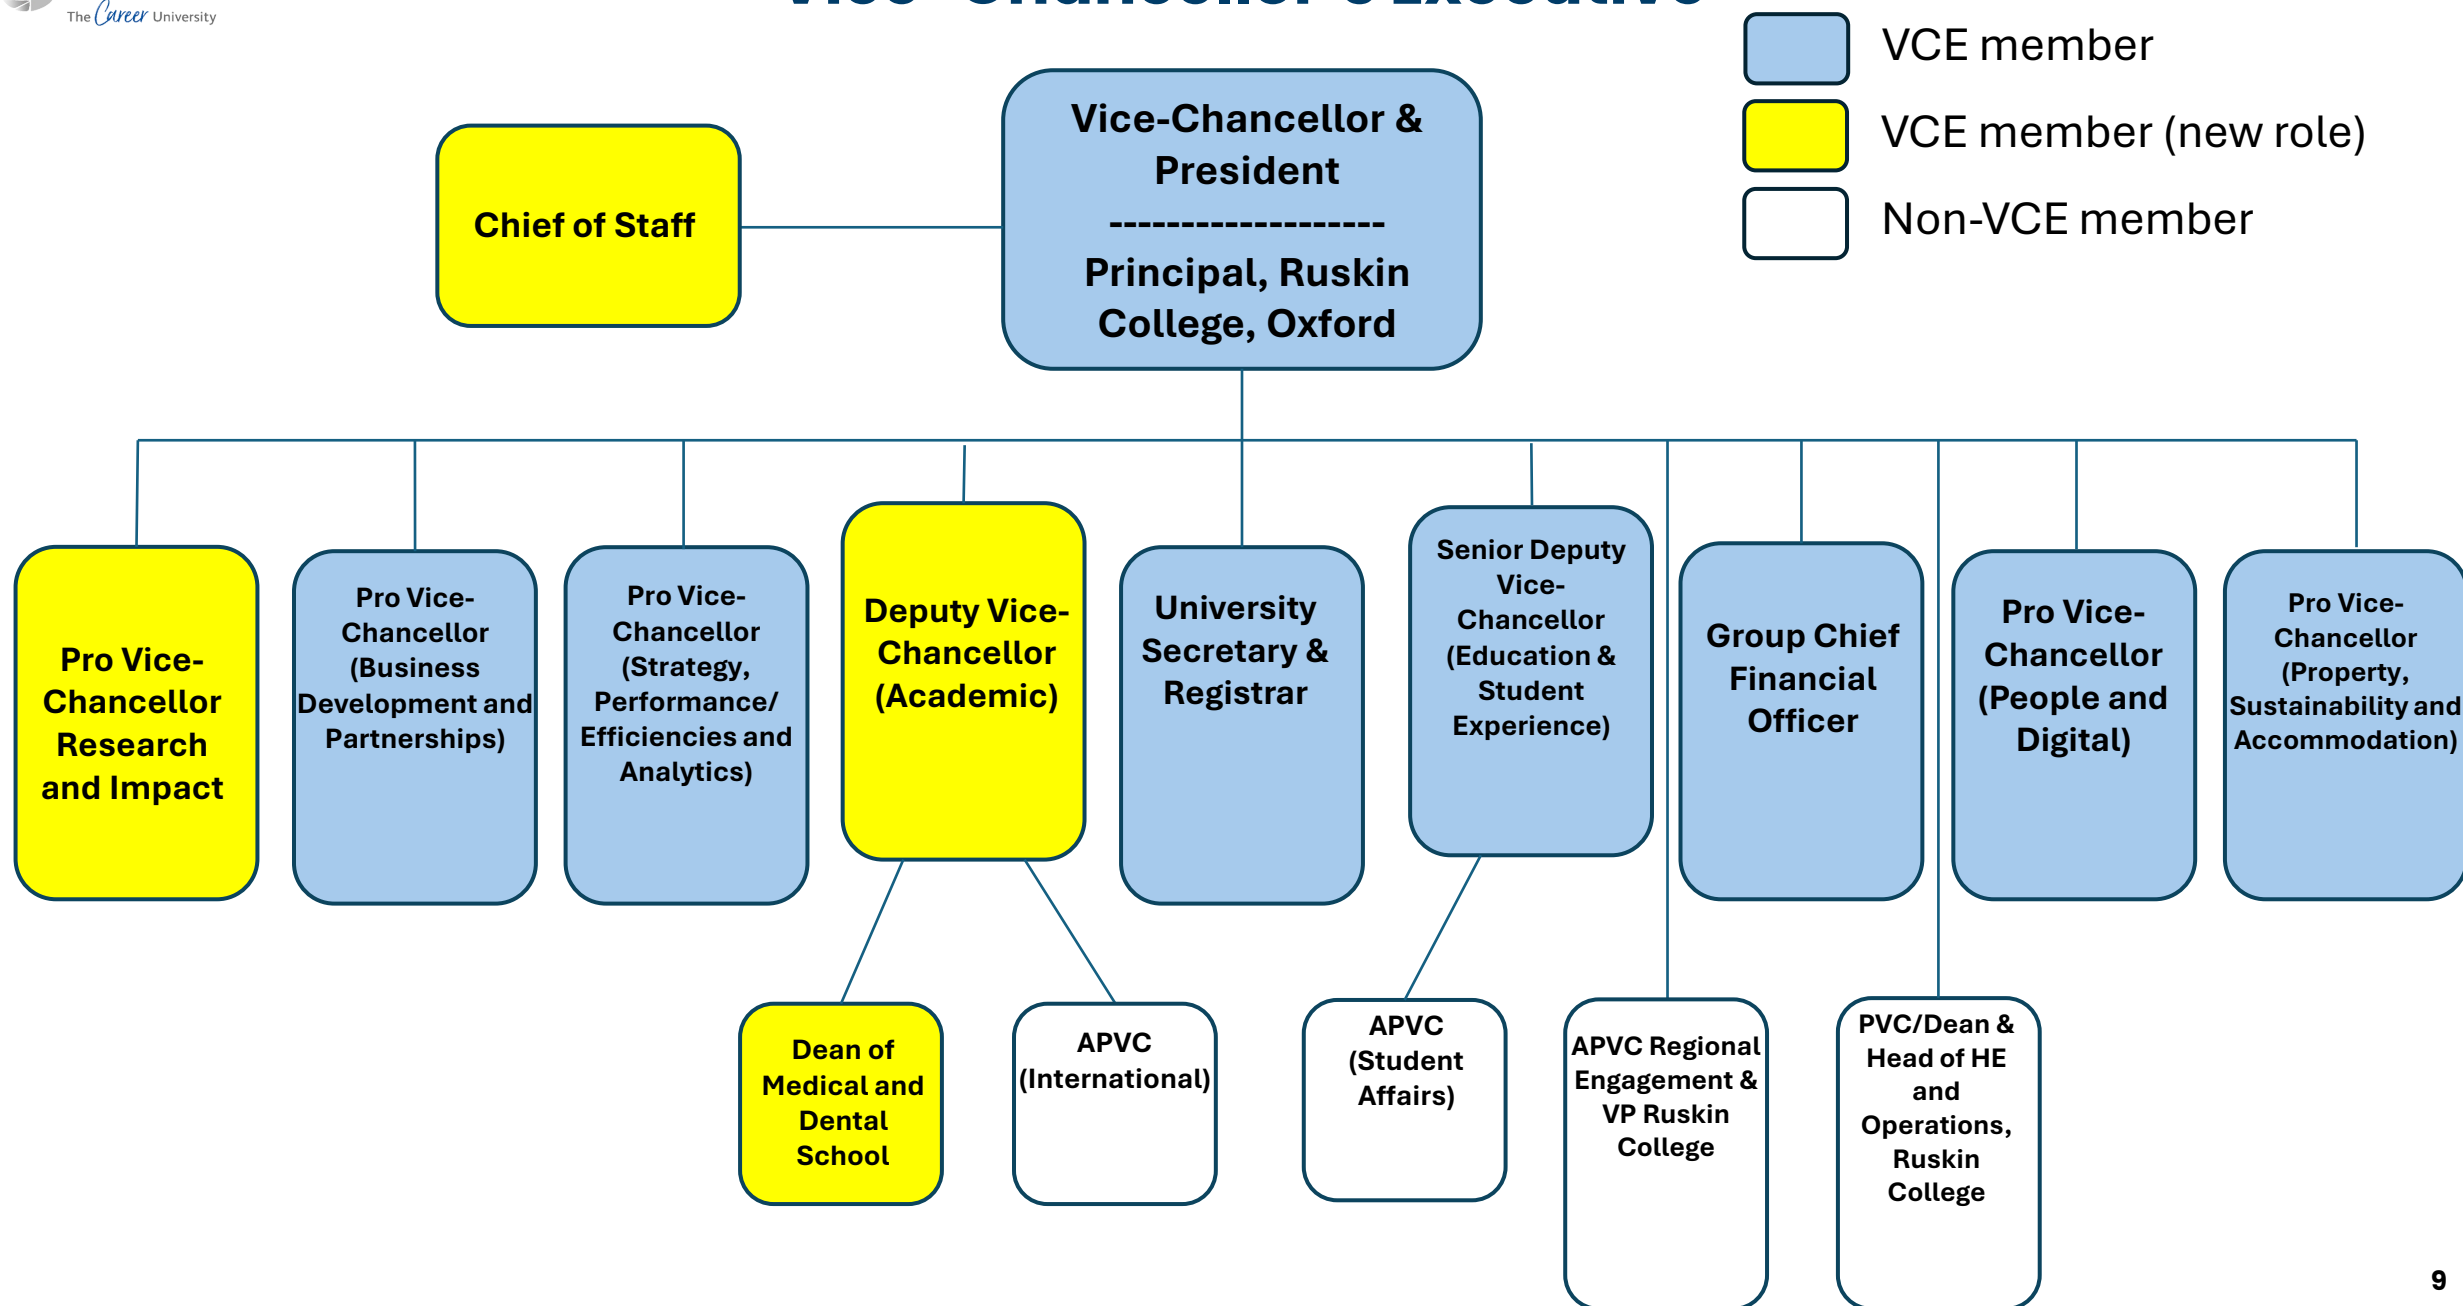 The Career University
Vice-Chancellor's Executive
VCE member
VCE member (new role)
Non-VCE member
Chief of Staff
Vice-Chancellor &
President
-------------------
Principal, Ruskin
College, Oxford
Pro Vice-
Chancellor
Research
and Impact
Pro Vice-
Chancellor
(Business
Development and
Partnerships)
Pro Vice-
Chancellor
(Strategy,
Performance/
Efficiencies and
Analytics)
Deputy Vice-
Chancellor
(Academic)
University
Secretary &
Registrar
Senior Deputy
Vice-
Chancellor
(Education &
Student
Experience)
Group Chief
Financial
Officer
Pro Vice-
Chancellor
(People and
Digital)
Pro Vice-
Chancellor
(Property,
Sustainability and
Accommodation)
Dean of
Medical and
Dental
School
APVC
(International)
APVC
(Student
Affairs)
APVC Regional
Engagement &
VP Ruskin
College
PVC/Dean &
Head of HE
and
Operations,
Ruskin
College
9